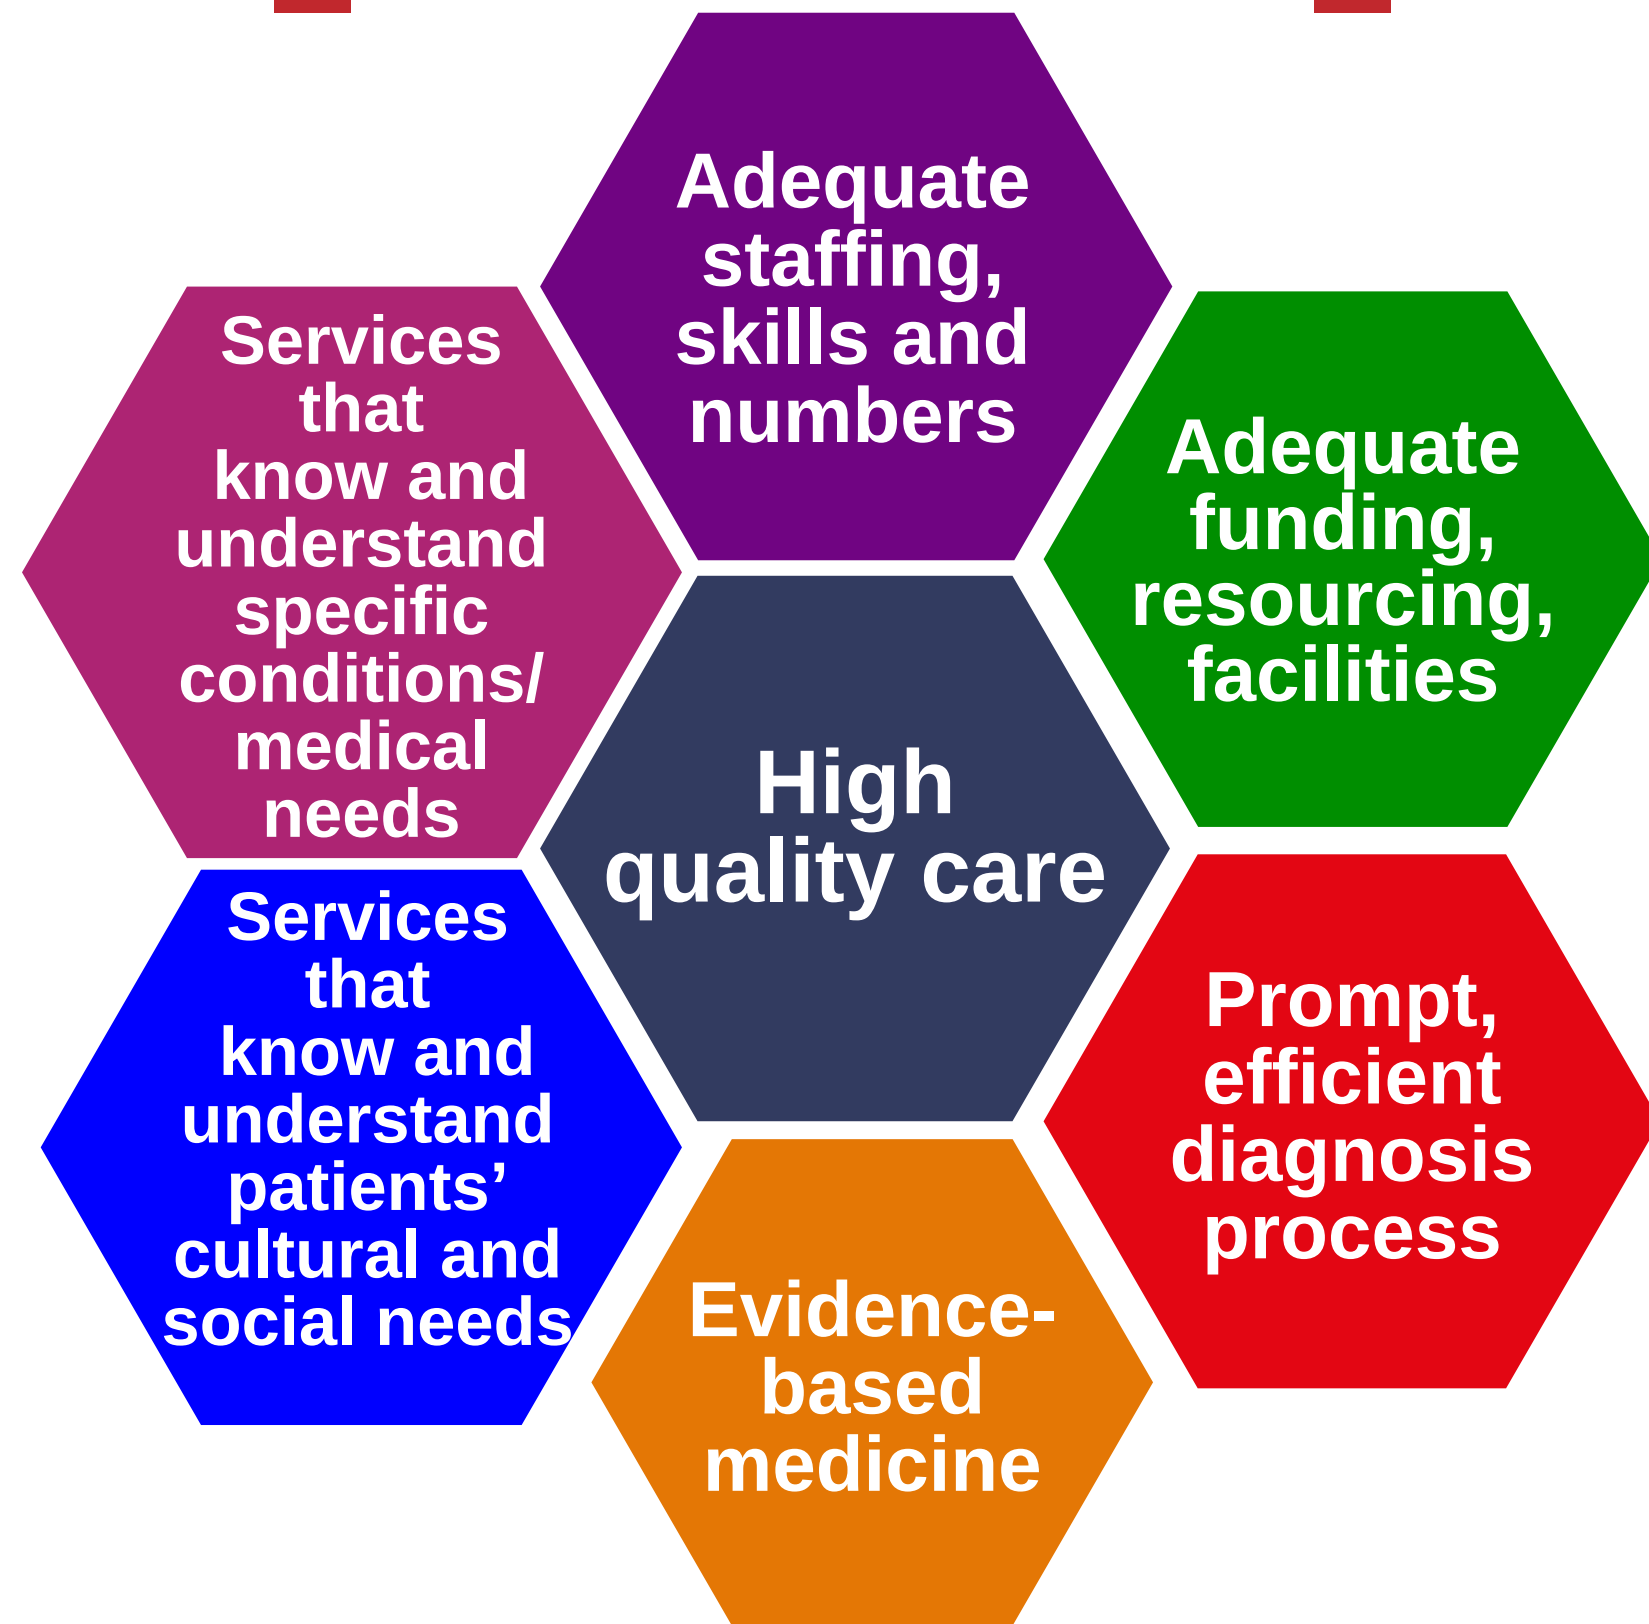 Adequate
staffing,
skills and
numbers
Services
that
know and
understand
specific
conditions/
medical
needs
Adequate
funding,
resourcing,
facilities
High
quality care
Services
that
know and
understand
patients’
cultural and
social needs
Prompt,
efficient
diagnosis
process
Evidence-
based
medicine